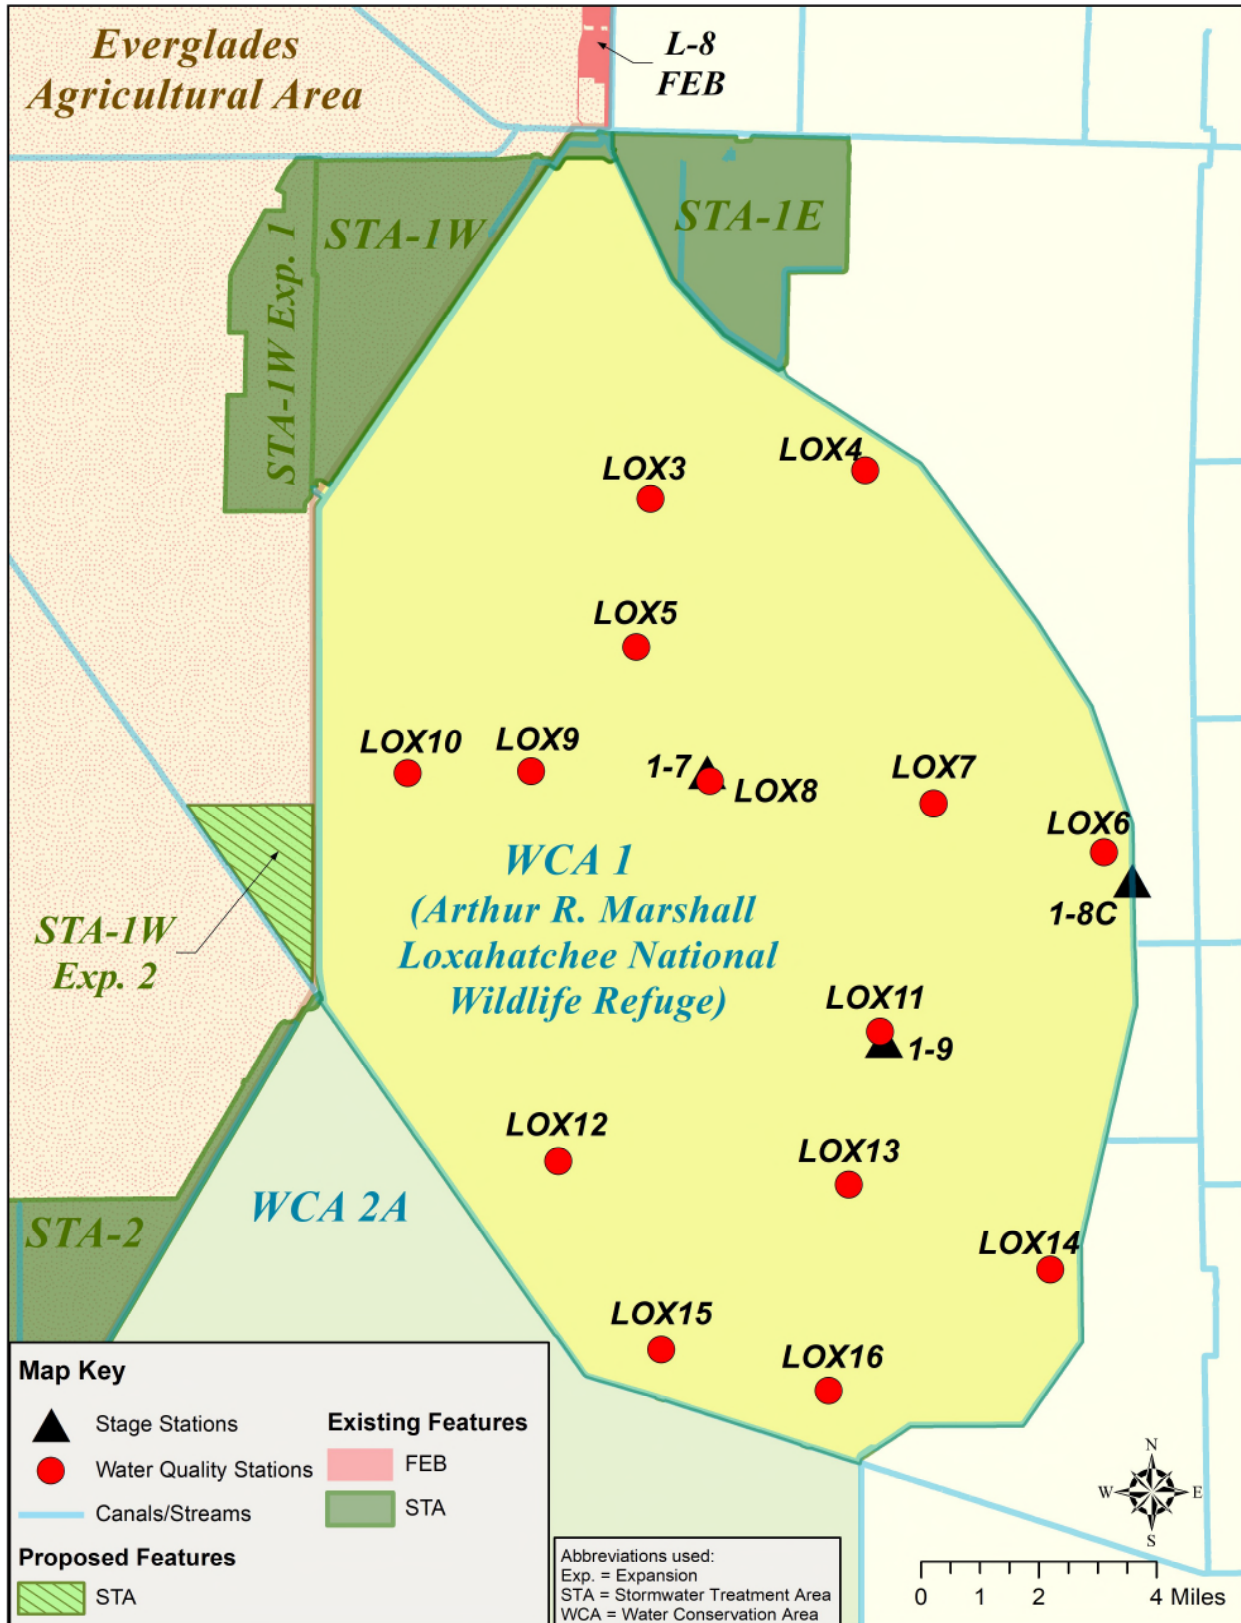 Everglades
Agricultural Area
L-8
FEB
STA-1W
STA-1E
STA-1W Exp. 1
LOX3
LOX4
LOX5
LOX10
LOX9
1-7
LOX8
LOX7
LOX6
1-8C
WCA 1
(Arthur R. Marshall
Loxahatchee National
Wildlife Refuge)
STA-1W
Exp. 2
LOX11
1-9
LOX12
LOX13
WCA 2A
STA-2
LOX14
LOX15
LOX16
Map Key
Stage Stations
Water Quality Stations
Canals/Streams
Proposed Features
STA
Existing Features
FEB
STA
Abbreviations used:
Exp. = Expansion
STA = Stormwater Treatment Area
WCA = Water Conservation Area
N
W E
S
0 1 2 4 Miles